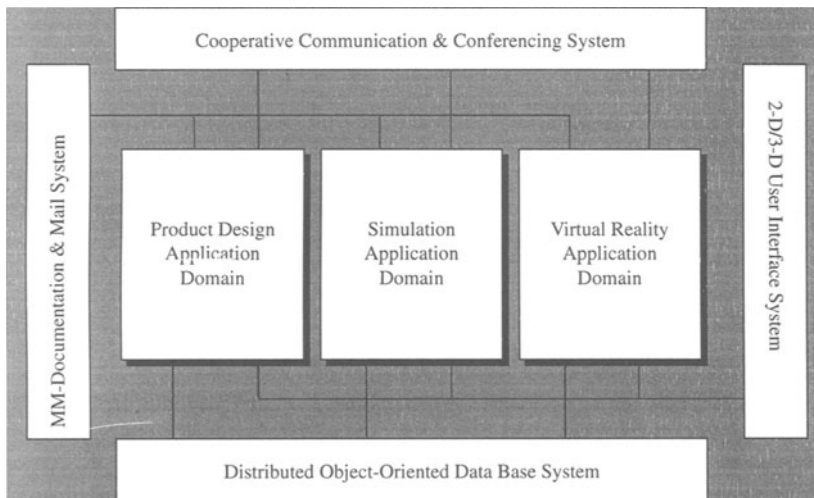 Cooperative Communication & Conferencing System
MM-Documentation & Mail System
Product Design
Application
Domain
Simulation
Application
Domain
Virtual Reality
Application
Domain
2-D/3-D User Interface System
Distributed Object-Oriented Data Base System